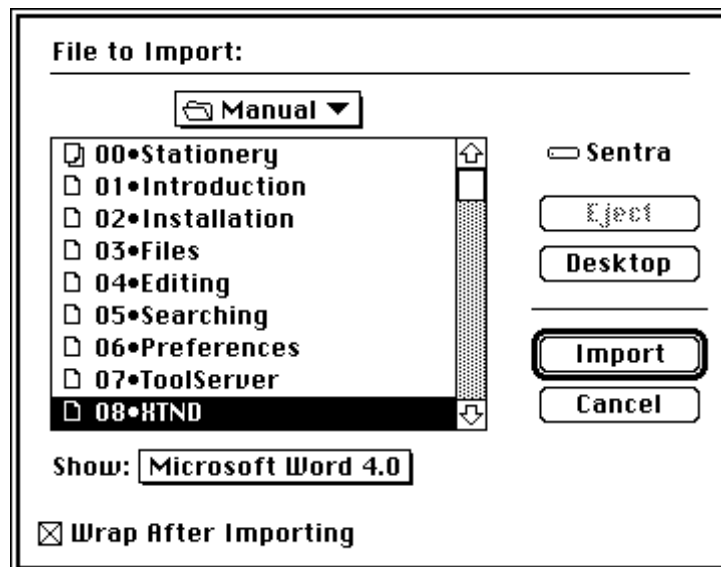 File to Import:
Manual
00•Stationery
01•Introduction
02•Installation
03•Files
04•Editing
05•Searching
06•Preferences
07•ToolServer
08•XTND
Sentra
Eject
Desktop
Import
Cancel
Show: Microsoft Word 4.0
Wrap After Importing